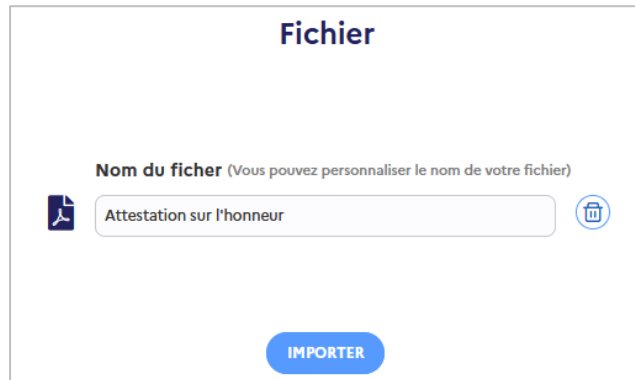 Fichier
Nom du ficher (Vous pouvez personnaliser le nom de votre fichier)
Attestation sur l'honneur
IMPORTER